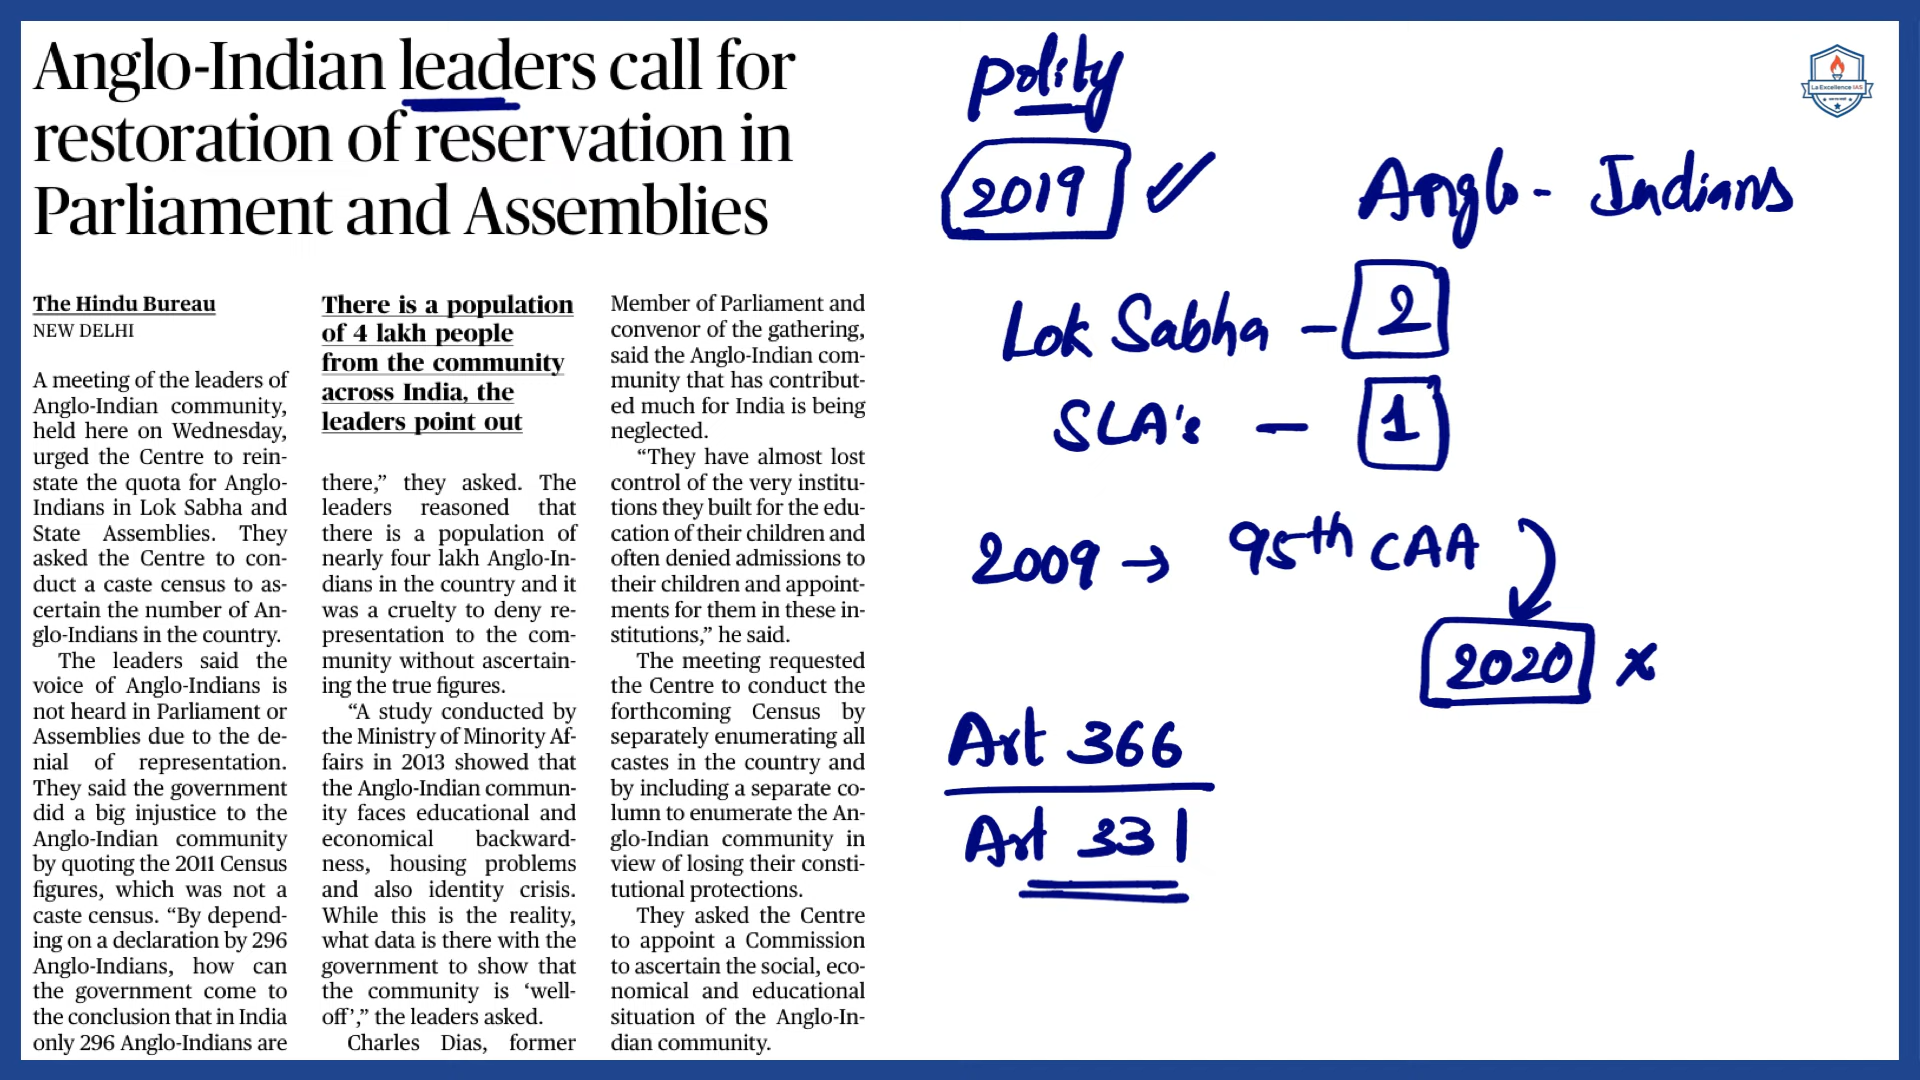 Anglo-Indian leaders call for
restoration of reservation in
Parliament and Assemblies
The Hindu Bureau
NEW DELHI
A meeting of the leaders of
Anglo-Indian community,
held here on Wednesday,
urged the Centre to rein-
state the quota for Anglo-
Indians in Lok Sabha and
State Assemblies. They
asked the Centre to con-
duct a caste census to as-
certain the number of An-
glo-Indians in the country.
The leaders said the
voice of Anglo-Indians is
not heard in Parliament or
Assemblies due to the de-
nial of representation.
They said the government
did a big injustice to the
Anglo-Indian community
by quoting the 2011 Census
figures, which was not a
caste census. “By depend-
ing on a declaration by 296
Anglo-Indians, how can
the government come to
the conclusion that in India
only 296 Anglo-Indians are
There is a population
of 4 lakh people
from the community
across India, the
leaders point out
there,” they asked. The
leaders reasoned that
there is a population of
nearly four lakh Anglo-In-
dians in the country and it
was a cruelty to deny re-
presentation to the com-
munity without ascertain-
ing the true figures.
“A study conducted by
the Ministry of Minority Af-
fairs in 2013 showed that
the Anglo-Indian commun-
ity faces educational and
economical backward-
ness, housing problems
and also identity crisis.
While this is the reality,
what data is there with the
government to show that
the community is ‘well-
off’,” the leaders asked.
Charles Dias, former
Member of Parliament and
convenor of the gathering,
said the Anglo-Indian com-
munity that has contribut-
ed much for India is being
neglected.
“They have almost lost
control of the very institu-
tions they built for the edu-
cation of their children and
often denied admissions to
their children and appoint-
ments for them in these in-
stitutions,” he said.
The meeting requested
the Centre to conduct the
forthcoming Census by
separately enumerating all
castes in the country and
by including a separate co-
lumn to enumerate the An-
glo-Indian community in
view of losing their consti-
tutional protections.
They asked the Centre
to appoint a Commission
to ascertain the social, eco-
nomical and educational
situation of the Anglo-In-
dian community.
Polity
2019
Anglo- Indians
Lok Sabha - 2
SLA's - 1
2009 → 95th CAA
2020 x
Art 366
Art 331
La Excellence IAS